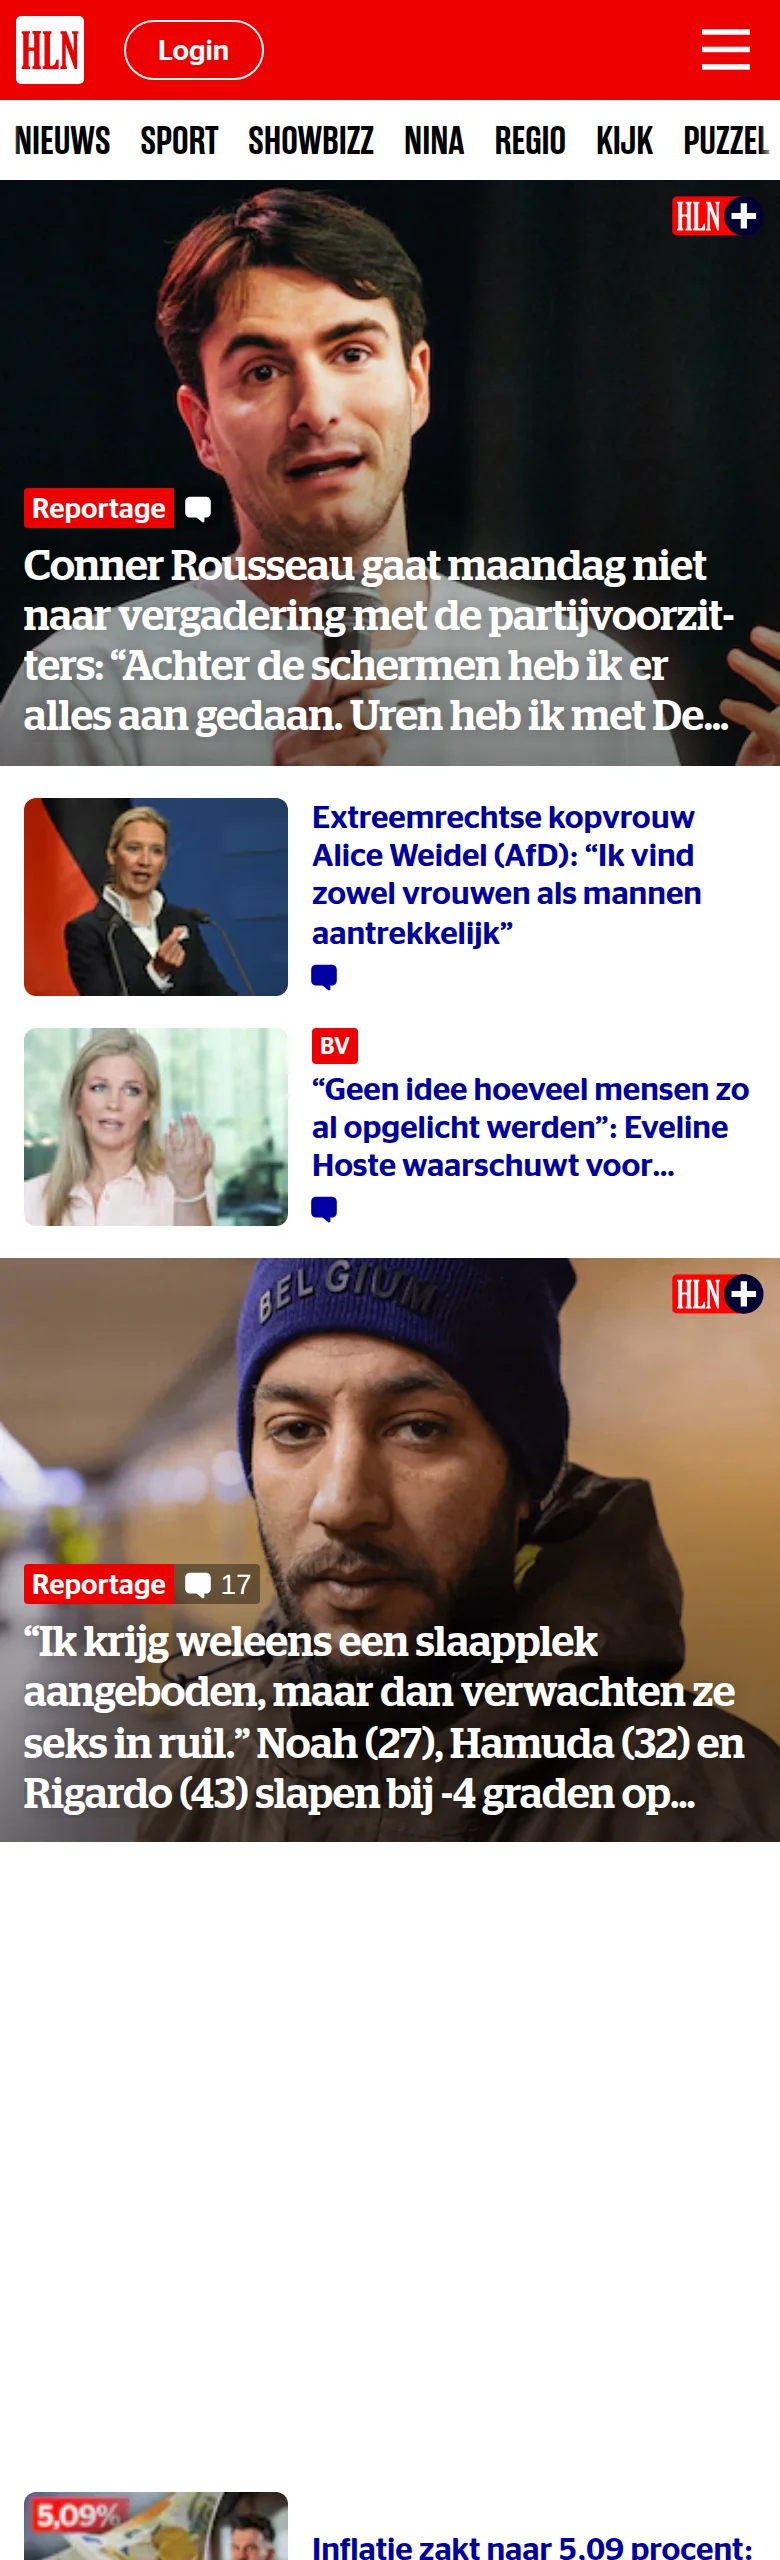 HLN
Login
NIEUWS SPORT SHOWBIZZ NINA REGIO KIJK PUZZEL
HLN+
Reportage
Conner Rousseau gaat maandag niet
naar vergadering met de partijvoorzit-
ters: “Achter de schermen heb ik er
alles aan gedaan. Uren heb ik met De...
Extreemrechtse kopvrouw
Alice Weidel (AfD): “Ik vind
zowel vrouwen als mannen
aantrekkelijk”
BV
“Geen idee hoeveel mensen zo
al opgelicht werden”: Eveline
Hoste waarschuwt voor...
BELGIUM
HLN+
Reportage 17
“Ik krijg weleens een slaapplek
aangeboden, maar dan verwachten ze
seks in ruil.” Noah (27), Hamuda (32) en
Rigardo (43) slapen bij -4 graden op...
5,09%
Inflatie zakt naar 5,09 procent: